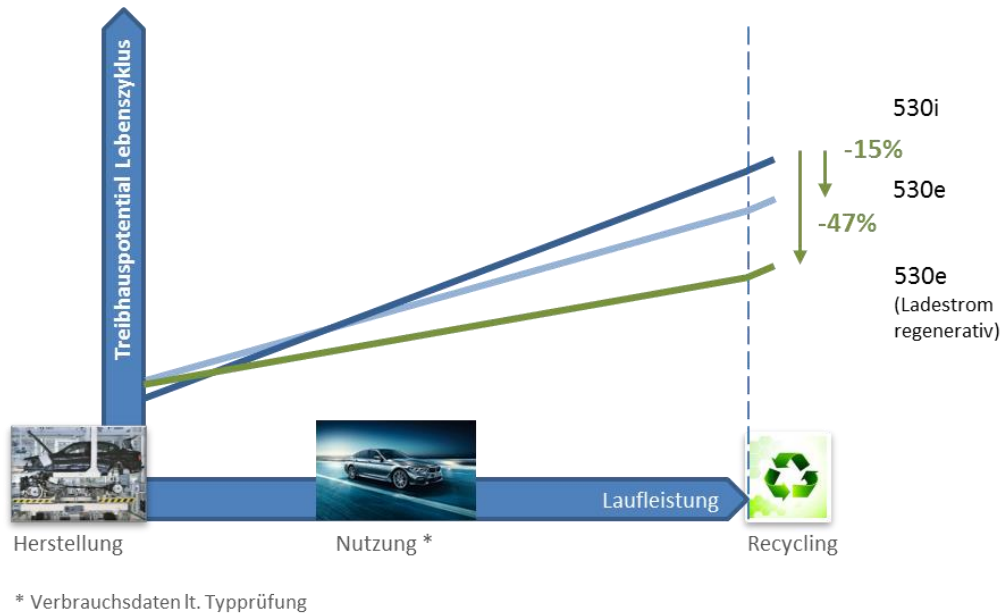 Treibhauspotential Lebenszyklus
530i
-15%
530e
-47%
530e
(Ladestrom
regenerativ)
Laufleistung
Herstellung
Nutzung *
Recycling
* Verbrauchsdaten lt. Typprüfung